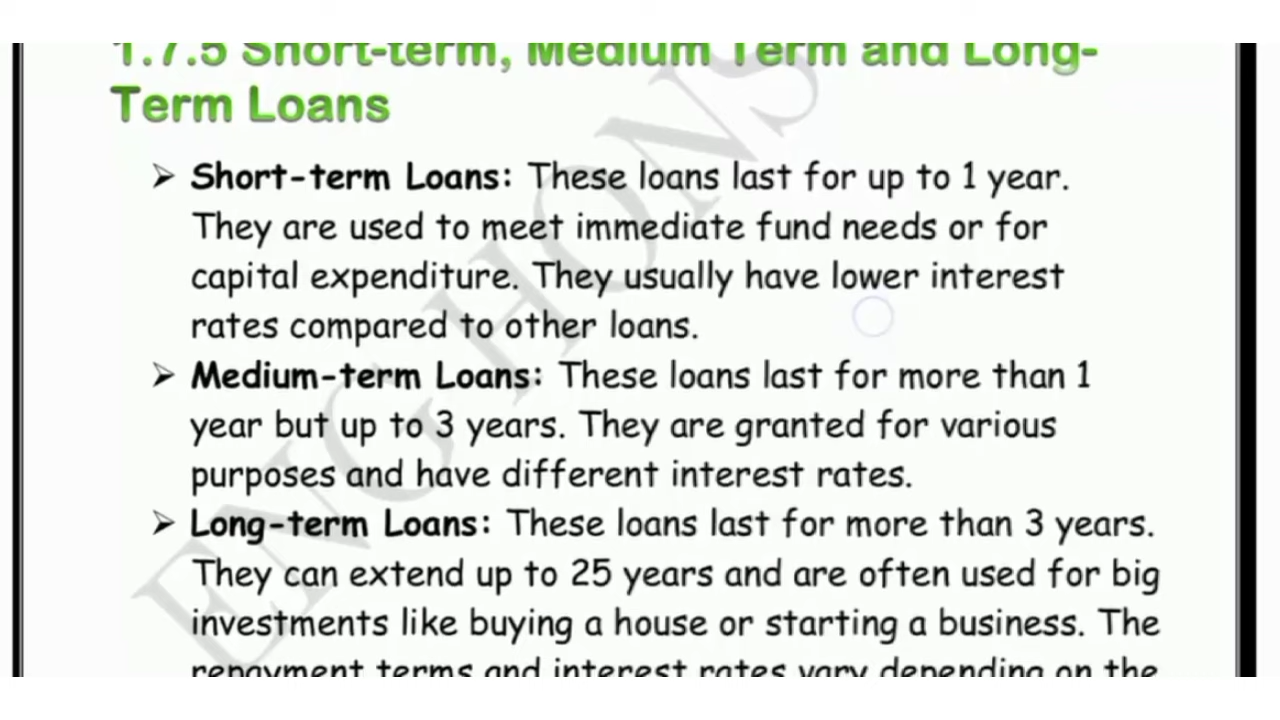 1.7.5 Short-term, Medium Term and Long-
Term Loans
➢ Short-term Loans: These loans last for up to 1 year.
They are used to meet immediate fund needs or for
capital expenditure. They usually have lower interest
rates compared to other loans.
➢ Medium-term Loans: These loans last for more than 1
year but up to 3 years. They are granted for various
purposes and have different interest rates.
➢ Long-term Loans: These loans last for more than 3 years.
They can extend up to 25 years and are often used for big
investments like buying a house or starting a business. The
repayment terms and interest rates vary depending on the
ENG HONS